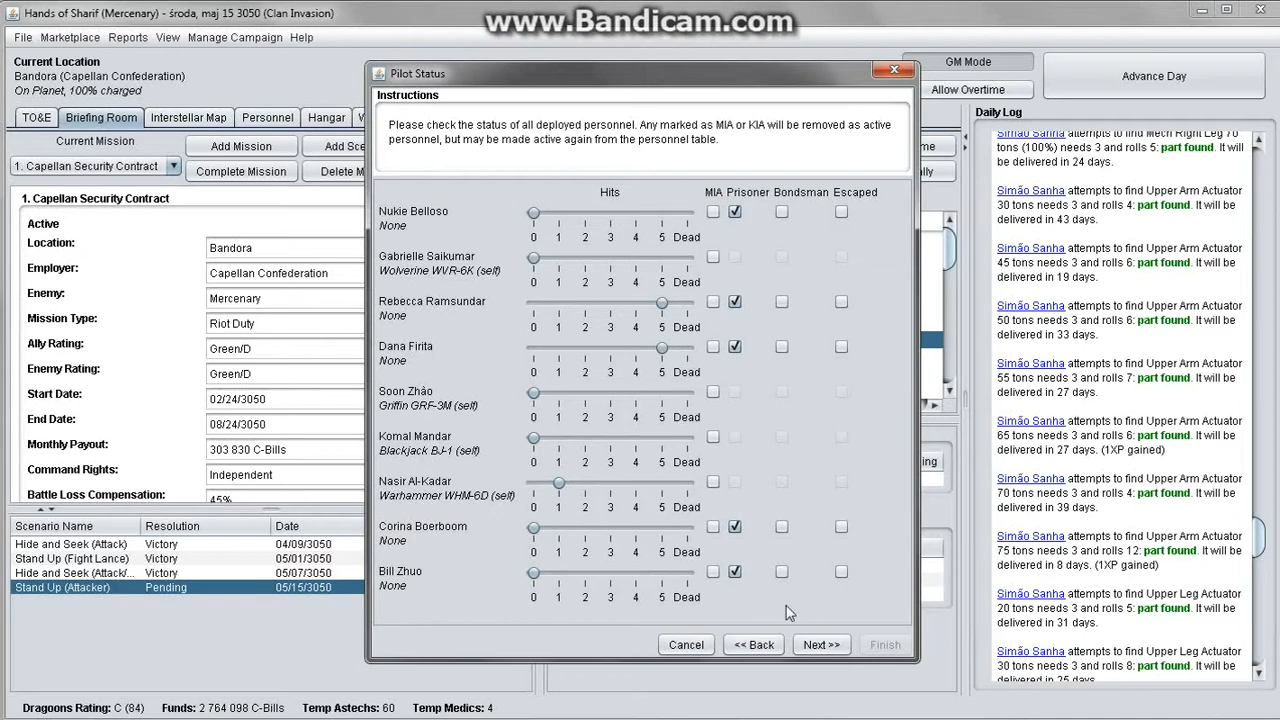 Hands of Sharif (Mercenary) - środa, maj 15 3050 (Clan Invasion)
www.Bandicam.com
File Marketplace Reports View Manage Campaign Help
Current Location
Bandora (Capellan Confederation)
On Planet, 100% charged
GM Mode
Allow Overtime
Advance Day
TO&E Briefing Room Interstellar Map Personnel Hangar
Current Mission
1. Capellan Security Contract
Add Mission
Complete Mission
1. Capellan Security Contract
Active
Location: Bandora
Employer: Capellan Confederation
Enemy: Mercenary
Mission Type: Riot Duty
Ally Rating: Green/D
Enemy Rating: Green/D
Start Date: 02/24/3050
End Date: 08/24/3050
Monthly Payout: 303 830 C-Bills
Command Rights: Independent
Battle Loss Compensation: 45%
Scenario Name Resolution Date
Hide and Seek (Attack) Victory 04/09/3050
Stand Up (Fight Lance) Victory 05/01/3050
Hide and Seek (Attack/... Victory 05/07/3050
Stand Up (Attacker) Pending 05/15/3050
Pilot Status
Instructions
Please check the status of all deployed personnel. Any marked as MIA or KIA will be removed as active
personnel, but may be made active again from the personnel table.
Hits MIA Prisoner Bondsman Escaped
Nukie Belloso
None
0 1 2 3 4 5 Dead
Gabrielle Saikumar
Wolverine WVR-6K (self)
0 1 2 3 4 5 Dead
Rebecca Ramsundar
None
0 1 2 3 4 5 Dead
Dana Firita
None
0 1 2 3 4 5 Dead
Soon Zhào
Griffin GRF-3M (self)
0 1 2 3 4 5 Dead
Komal Mandar
Blackjack BJ-1 (self)
0 1 2 3 4 5 Dead
Nasir Al-Kadar
Warhammer WHM-6D (self)
0 1 2 3 4 5 Dead
Corina Boerboom
None
0 1 2 3 4 5 Dead
Bill Zhuo
None
0 1 2 3 4 5 Dead
Cancel << Back Next >> Finish
Daily Log
tons (100%) needs 3 and rolls 5: part found. It will
be delivered in 24 days.
Simão Sanha attempts to find Upper Arm Actuator
30 tons needs 3 and rolls 4: part found. It will be
delivered in 43 days.
Simão Sanha attempts to find Upper Arm Actuator
45 tons needs 3 and rolls 6: part found. It will be
delivered in 19 days.
Simão Sanha attempts to find Upper Arm Actuator
50 tons needs 3 and rolls 6: part found. It will be
delivered in 33 days.
Simão Sanha attempts to find Upper Arm Actuator
55 tons needs 3 and rolls 7: part found. It will be
delivered in 27 days.
Simão Sanha attempts to find Upper Arm Actuator
65 tons needs 3 and rolls 6: part found. It will be
delivered in 27 days. (1XP gained)
Simão Sanha attempts to find Upper Arm Actuator
70 tons needs 3 and rolls 4: part found. It will be
delivered in 39 days.
Simão Sanha attempts to find Upper Arm Actuator
75 tons needs 3 and rolls 12: part found. It will be
delivered in 8 days. (1XP gained)
Simão Sanha attempts to find Upper Leg Actuator
20 tons needs 3 and rolls 5: part found. It will be
delivered in 31 days.
Simão Sanha attempts to find Upper Leg Actuator
30 tons needs 3 and rolls 8: part found. It will be
delivered in 25 days.
Dragoons Rating: C (84) Funds: 2 764 098 C-Bills Temp Astechs: 60 Temp Medics: 4